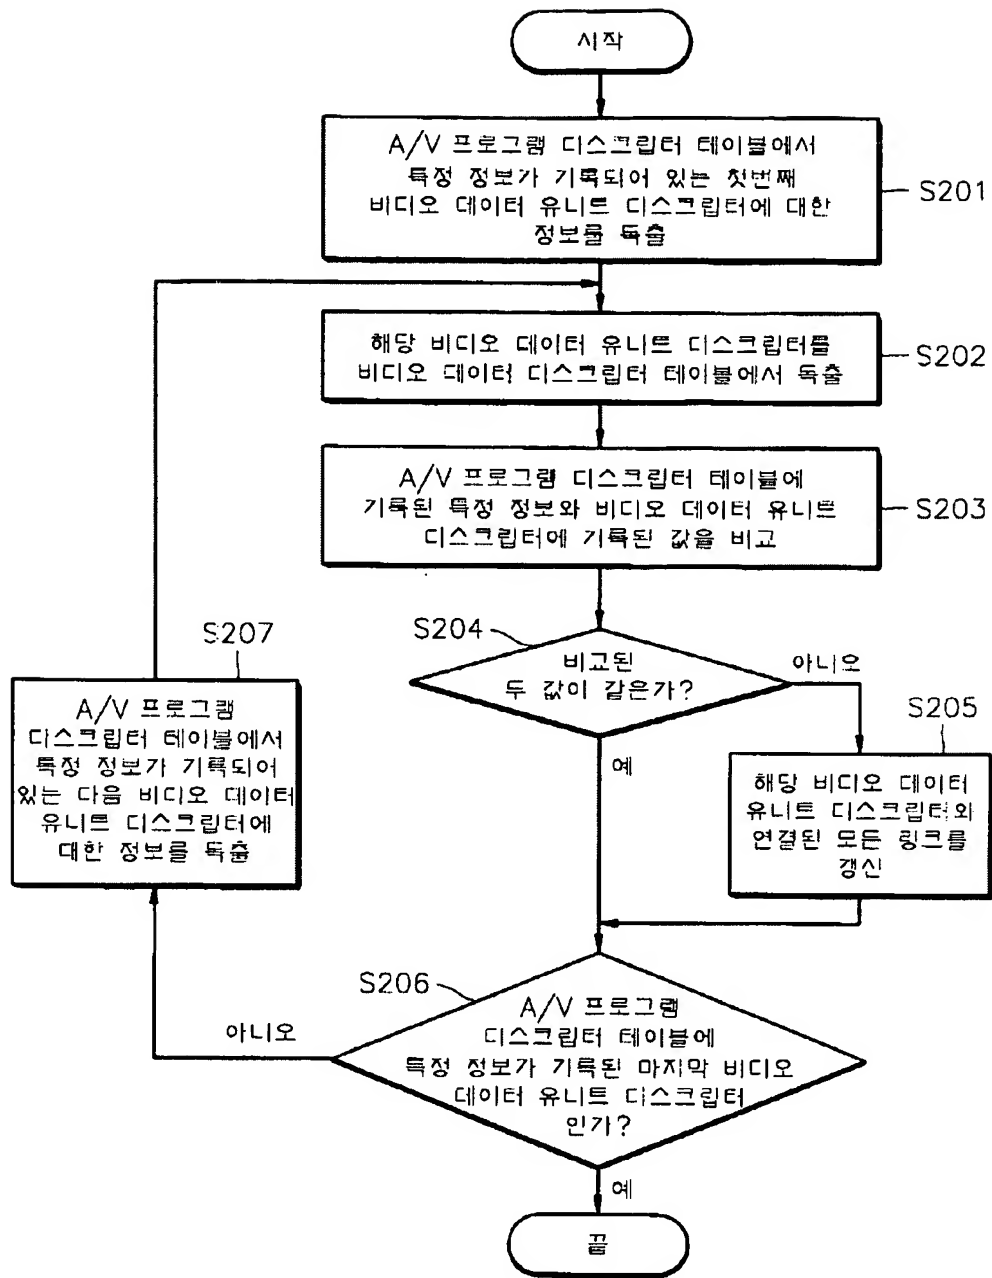 시작
A/V 프로그램 디스크립터 테이블에서
특정 정보가 기록되어 있는 첫번째
비디오 데이터 유니트 디스크립터에 대한
정보를 독출
S201
해당 비디오 데이터 유니트 디스크립터를
비디오 데이터 디스크립터 테이블에서 독출
S202
A/V 프로그램 디스크립터 테이블에
기록된 특정 정보와 비디오 데이터 유니트
디스크립터에 기록된 값을 비교
S203
S204
비교된
두 값이 같은가?
아니오
예
S205
해당 비디오 데이터
유니트 디스크립터와
연결된 모든 링크를
갱신
S207
A/V 프로그램
디스크립터 테이블에서
특정 정보가 기록되어
있는 다음 비디오 데이터
유니트 디스크립터에
대한 정보를 독출
S206
A/V 프로그램
디스크립터 테이블에
특정 정보가 기록된 마지막 비디오
데이터 유니트 디스크립터
인가?
아니오
예
끝